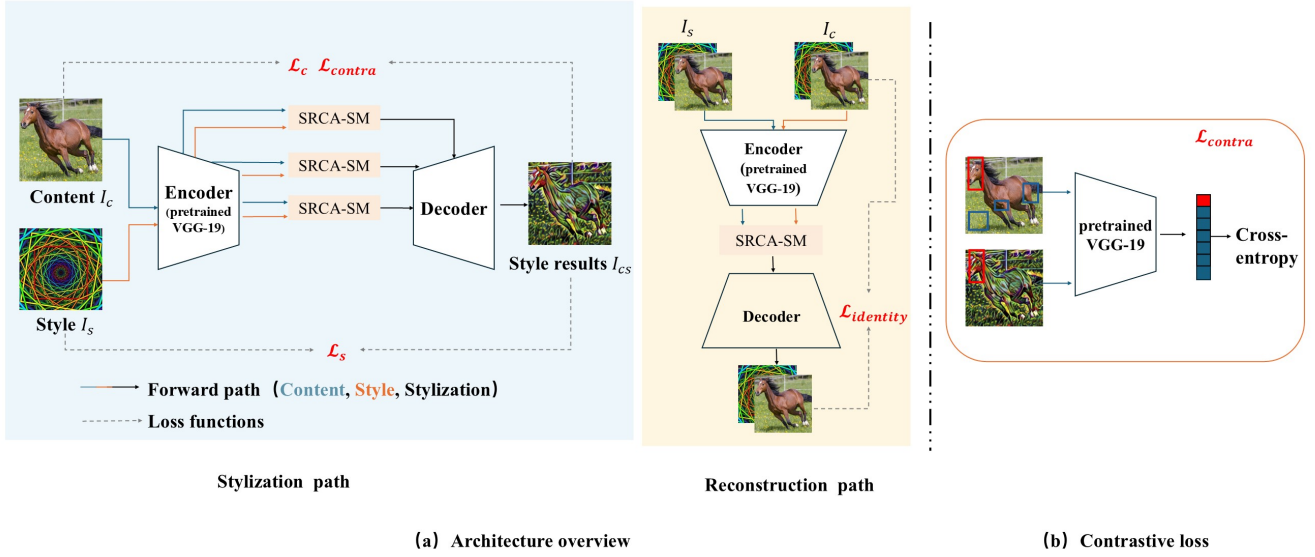 ℒc ℒcontra
SRCA-SM
SRCA-SM
SRCA-SM
Content Ic
Encoder
(pretrained
VGG-19)
Decoder
Style results Ics
Style Is
ℒs
Forward path (Content, Style, Stylization)
Loss functions
Stylization path
Is
Ic
Encoder
(pretrained
VGG-19)
SRCA-SM
Decoder
ℒidentity
Reconstruction path
(a) Architecture overview
ℒcontra
pretrained
VGG-19
Cross-
entropy
(b) Contrastive loss